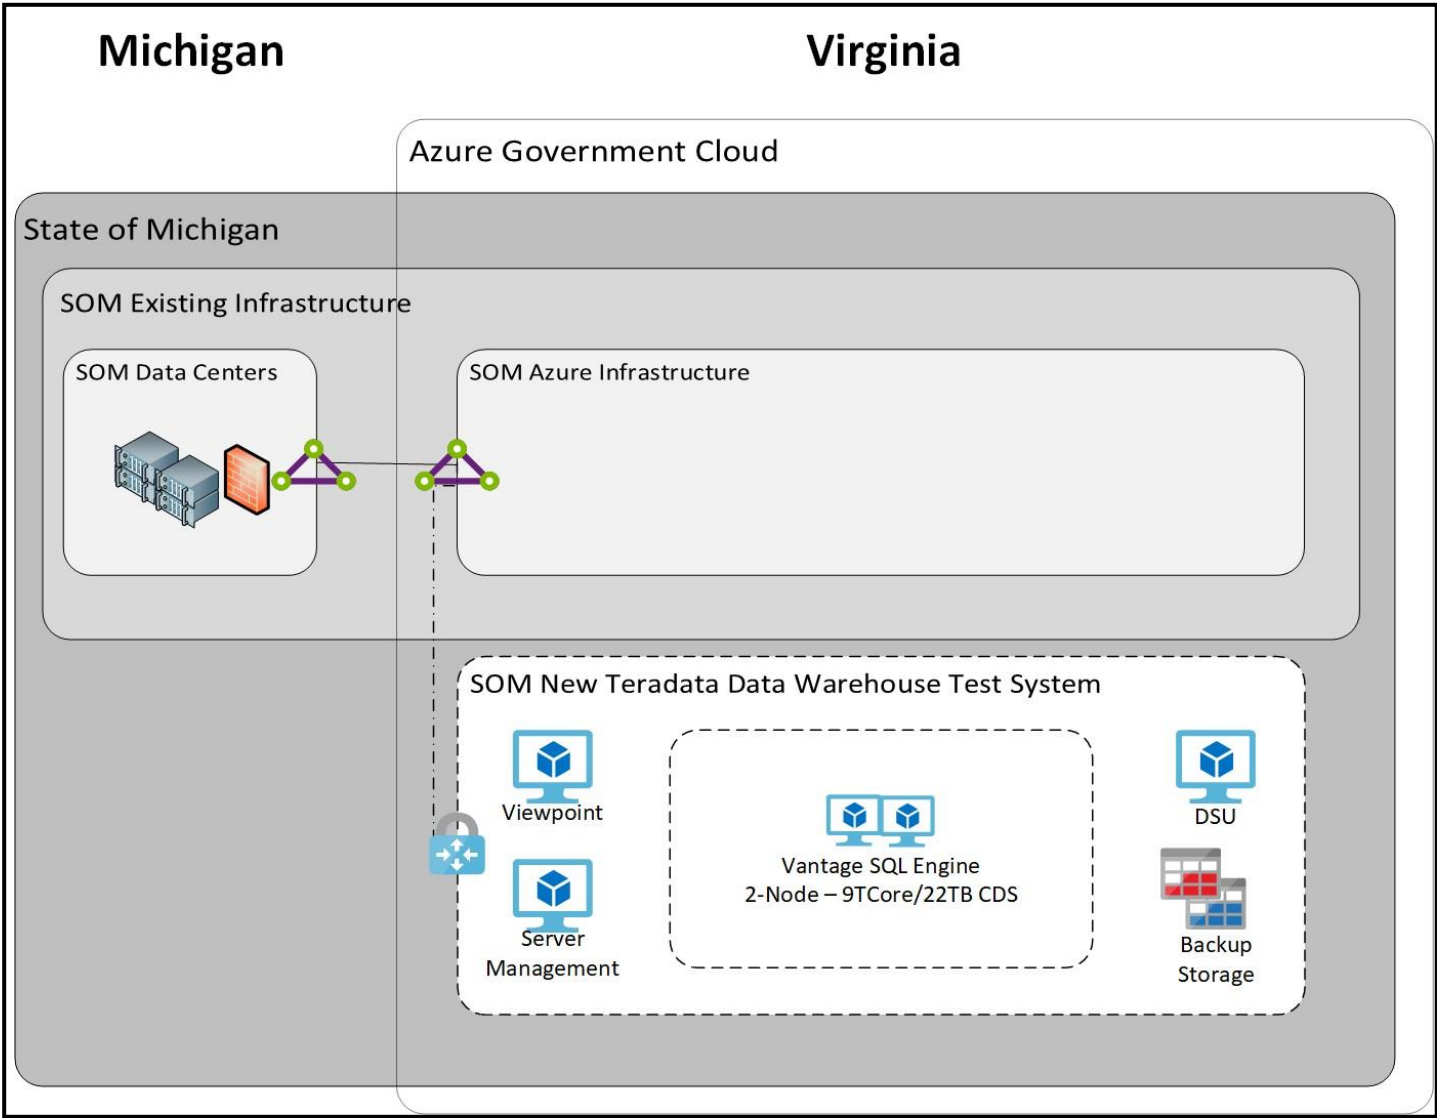 Michigan
Virginia
Azure Government Cloud
State of Michigan
SOM Existing Infrastructure
SOM Data Centers
SOM Azure Infrastructure
SOM New Teradata Data Warehouse Test System
Viewpoint
Server
Management
Vantage SQL Engine
2-Node – 9TCore/22TB CDS
DSU
Backup
Storage